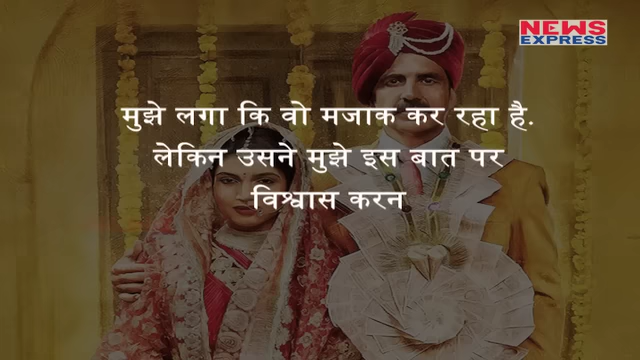 NEWS
EXPRESS
मुझे लगा कि वो मजाक कर रहा है.
लेकिन उसने मुझे इस बात पर
विश्वास करन